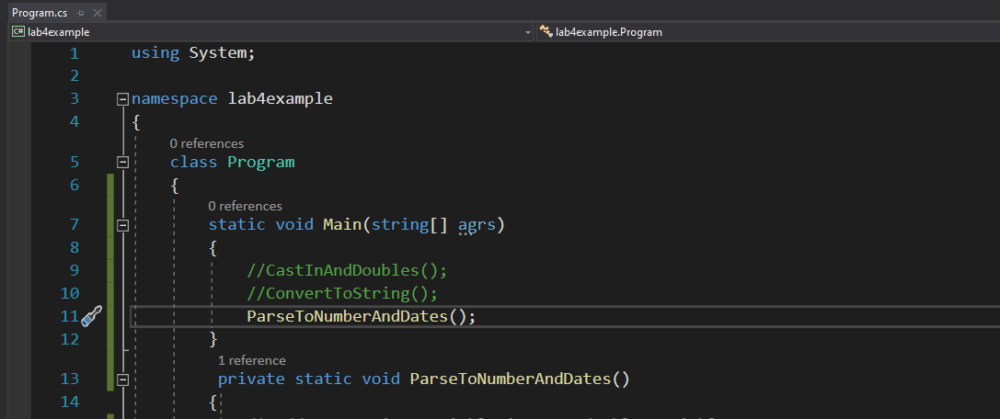 Program.cs
C# lab4example
lab4example.Program
1 using System;
2
3 namespace lab4example
4 {
0 references
5 class Program
6 {
0 references
7 static void Main(string[] agrs)
8 {
9 //CastInAndDoubles();
10 //ConvertToString();
11 ParseToNumberAndDates();
12 }
1 reference
13 private static void ParseToNumberAndDates()
14 {